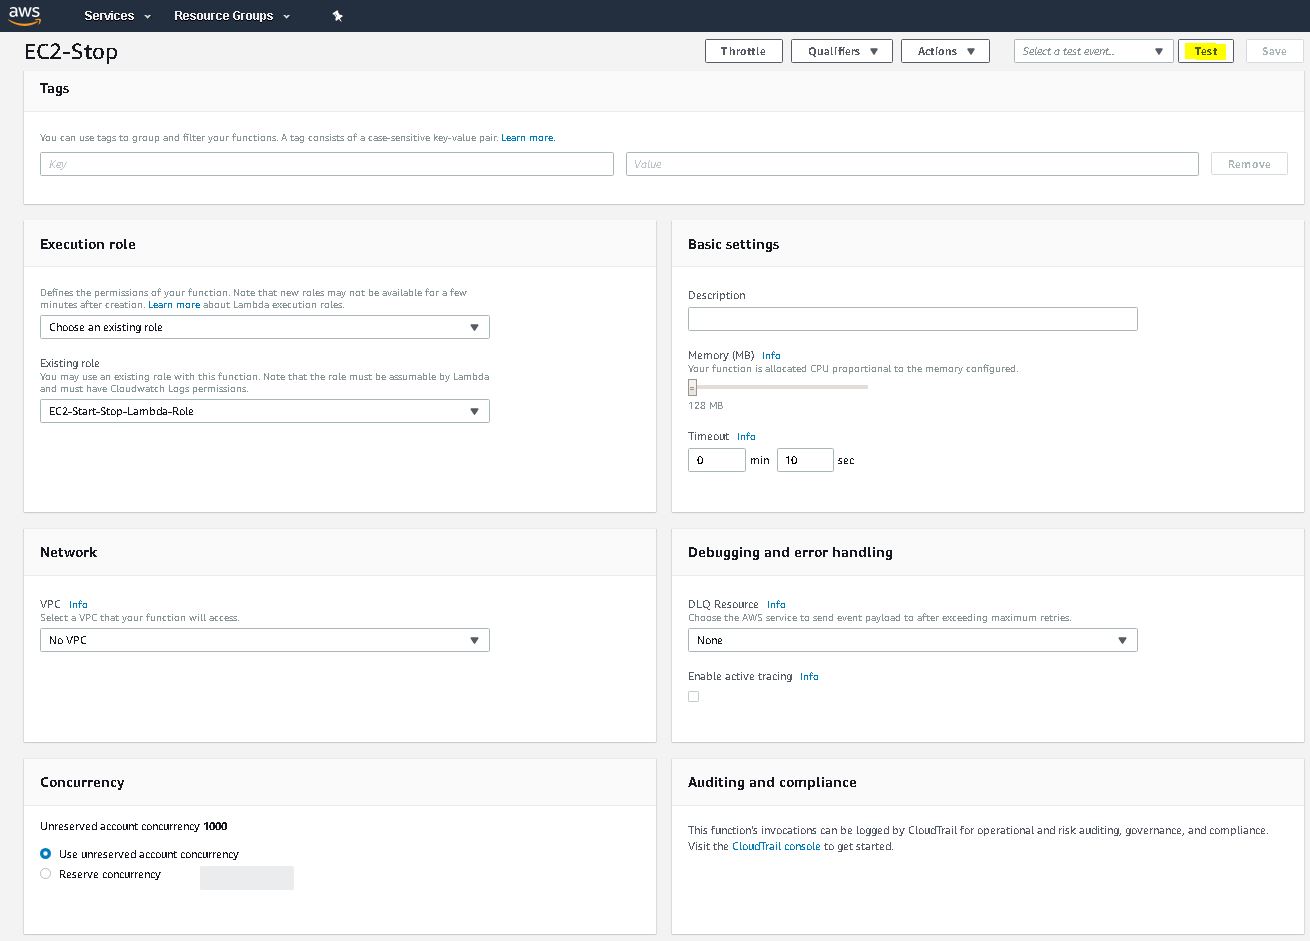 aws Services Resource Groups
EC2-Stop Throttle Qualifiers Actions Select a test event.. Test Save
Tags
You can use tags to group and filter your functions. A tag consists of a case-sensitive key-value pair. Learn more.
Key Value Remove
Execution role
Defines the permissions of your function. Note that new roles may not be available for a few
minutes after creation. Learn more about Lambda execution roles.
Choose an existing role
Existing role
You may use an existing role with this function. Note that the role must be assumable by Lambda
and must have Cloudwatch Logs permissions.
EC2-Start-Stop-Lambda-Role
Basic settings
Description
Memory (MB) Info
Your function is allocated CPU proportional to the memory configured.
128 MB
Timeout Info
0 min 10 sec
Network
VPC Info
Select a VPC that your function will access.
No VPC
Debugging and error handling
DLQ Resource Info
Choose the AWS service to send event payload to after exceeding maximum retries.
None
Enable active tracing Info
Concurrency
Unreserved account concurrency 1000
Use unreserved account concurrency
Reserve concurrency
Auditing and compliance
This function's invocations can be logged by CloudTrail for operational and risk auditing, governance, and compliance.
Visit the CloudTrail console to get started.